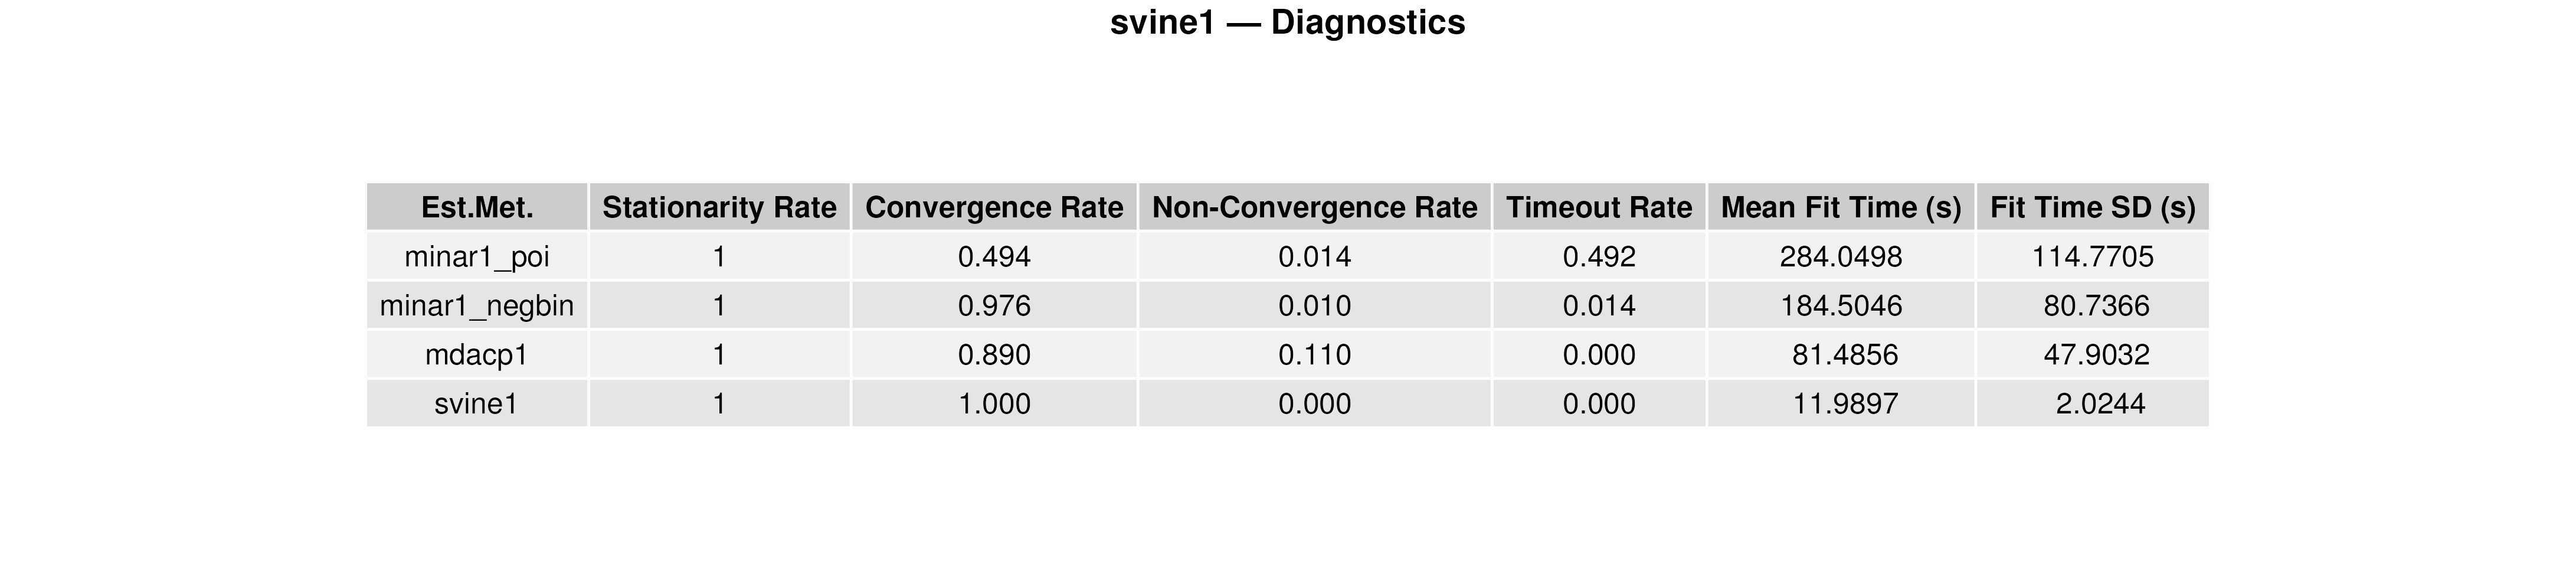 svine1 — Diagnostics
Est.Met. Stationarity Rate Convergence Rate Non-Convergence Rate Timeout Rate Mean Fit Time (s) Fit Time SD (s)
minar1_poi 1 0.494 0.014 0.492 284.0498 114.7705
minar1_negbin 1 0.976 0.010 0.014 184.5046 80.7366
mdacp1 1 0.890 0.110 0.000 81.4856 47.9032
svine1 1 1.000 0.000 0.000 11.9897 2.0244